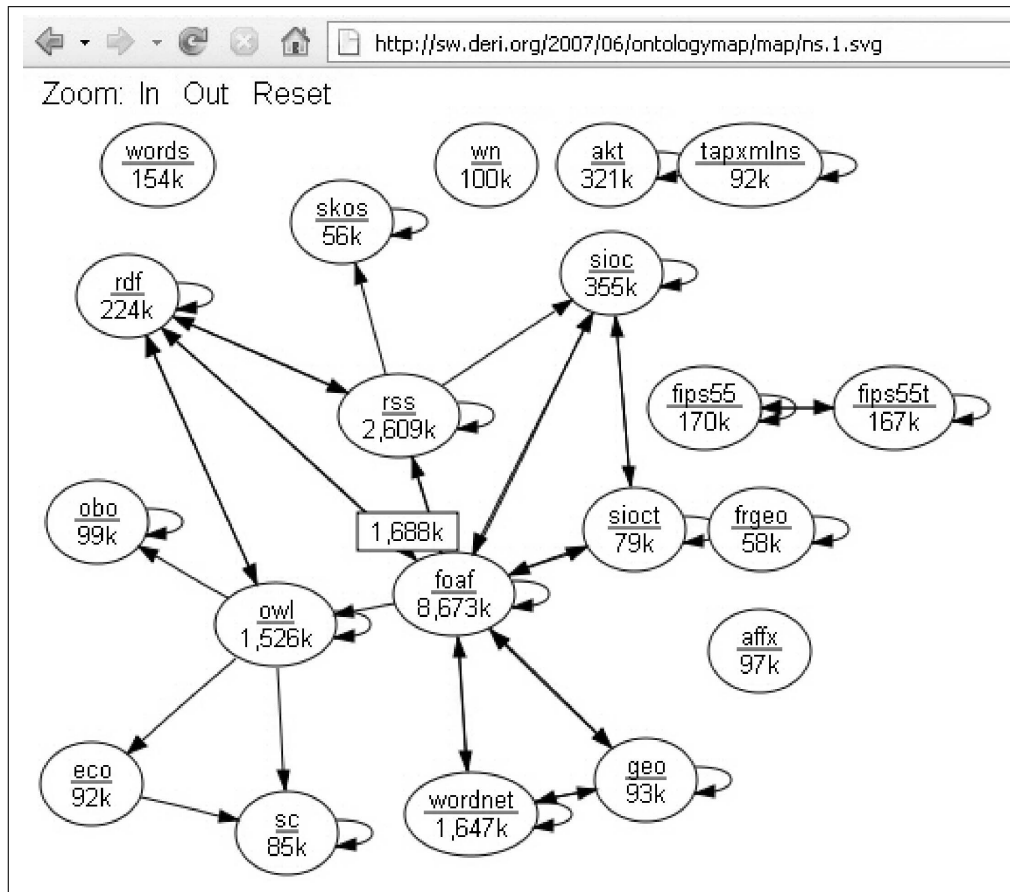 http://sw.deri.org/2007/06/ontologymap/map/ns.1.svg
Zoom: In Out Reset
words
154k
wn
100k
akt
321k
tapxmlns
92k
skos
56k
sioc
355k
rdf
224k
rss
2,609k
fips55
170k
fips55t
167k
obo
99k
1,688k
sioct
79k
frgeo
58k
foaf
8,673k
owl
1,526k
affx
97k
eco
92k
sc
85k
wordnet
1,647k
geo
93k